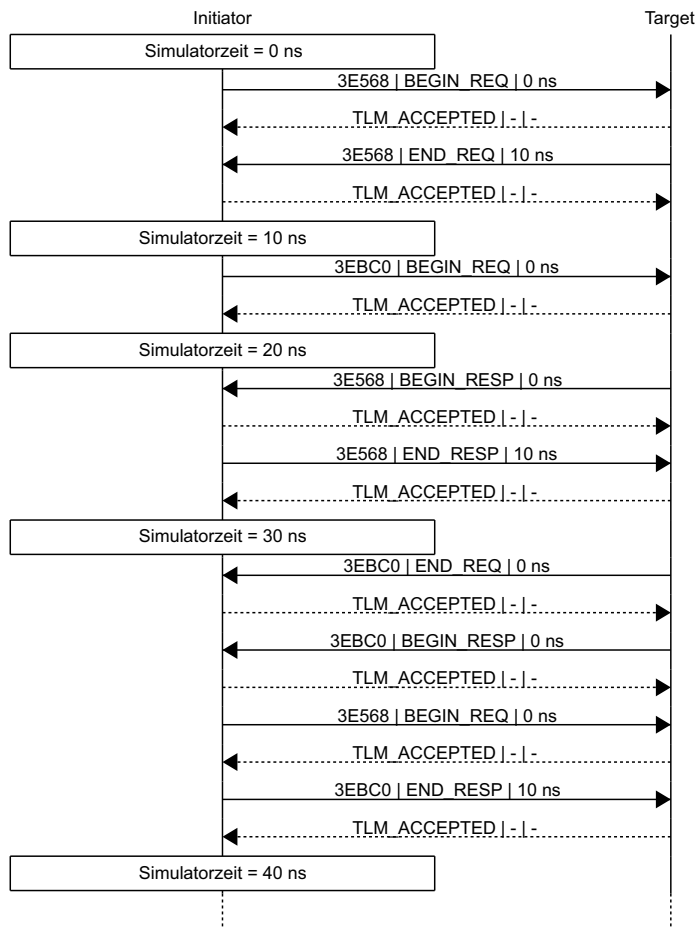 Initiator Target
Simulatorzeit = 0 ns
3E568 | BEGIN_REQ | 0 ns
TLM_ACCEPTED | - | -
3E568 | END_REQ | 10 ns
TLM_ACCEPTED | - | -
Simulatorzeit = 10 ns
3EBC0 | BEGIN_REQ | 0 ns
TLM_ACCEPTED | - | -
Simulatorzeit = 20 ns
3E568 | BEGIN_RESP | 0 ns
TLM_ACCEPTED | - | -
3E568 | END_RESP | 10 ns
TLM_ACCEPTED | - | -
Simulatorzeit = 30 ns
3EBC0 | END_REQ | 0 ns
TLM_ACCEPTED | - | -
3EBC0 | BEGIN_RESP | 0 ns
TLM_ACCEPTED | - | -
3E568 | BEGIN_REQ | 0 ns
TLM_ACCEPTED | - | -
3EBC0 | END_RESP | 10 ns
TLM_ACCEPTED | - | -
Simulatorzeit = 40 ns